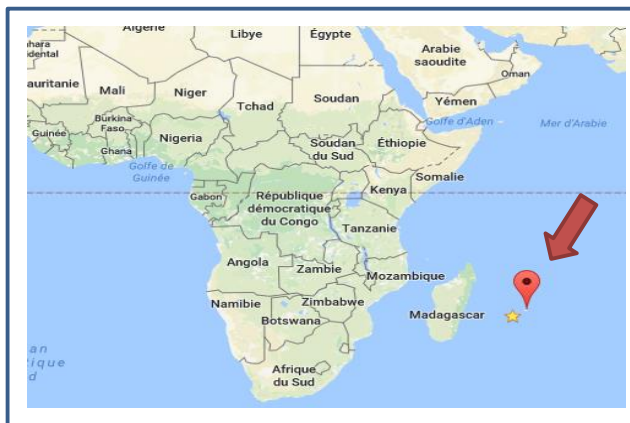 Algérie
Libye
Égypte
Arabie
saoudite
Oman
Mali
Niger
Tchad
Soudan
Yémen
Golfe d'Aden
Mer d'Arabie
Burkina
Faso
Guinée
Ghana
Nigeria
Soudan
du Sud
Éthiopie
Golfe de
Guinée
Gabon
République
démocratique
du Congo
Kenya
Somalie
Tanzanie
Angola
Zambie
Mozambique
Namibie
Zimbabwe
Botswana
Madagascar
Afrique
du Sud